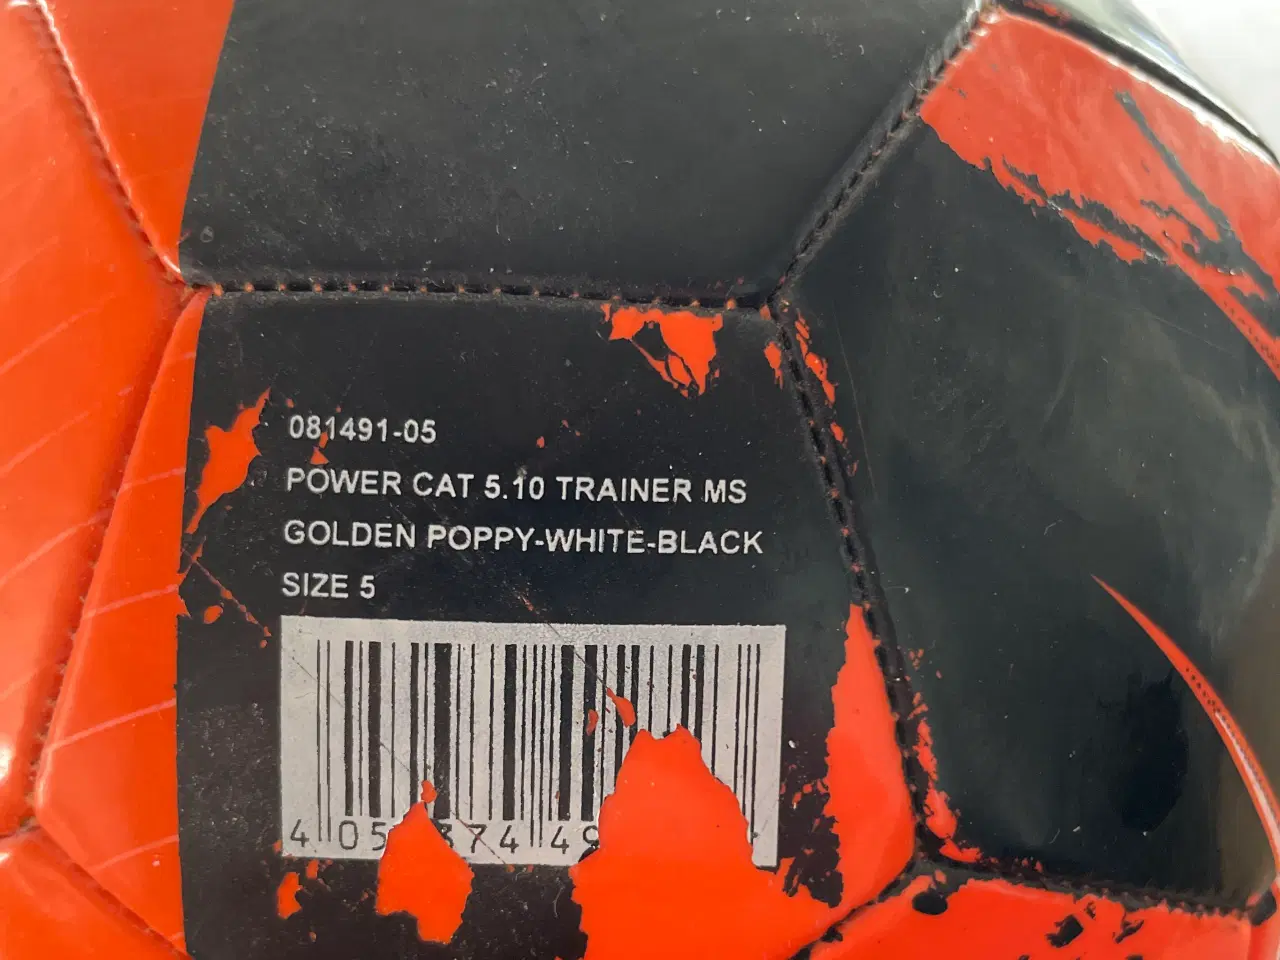 081491-05
POWER CAT 5.10 TRAINER MS
GOLDEN POPPY-WHITE-BLACK
SIZE 5